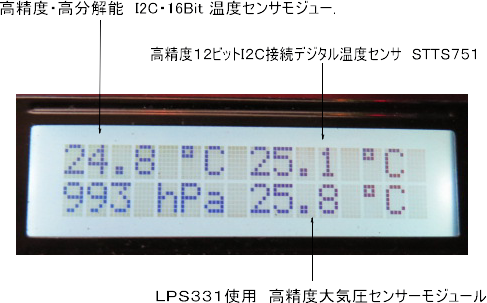 高精度・高分解能 I2C・16Bit 温度センサモジュー.
高精度12ビットI2C接続デジタル温度センサ STTS751
24.8 °C 25.1 °C
993 hPa 25.8 °C
LPS331使用 高精度大気圧センサーモジュール